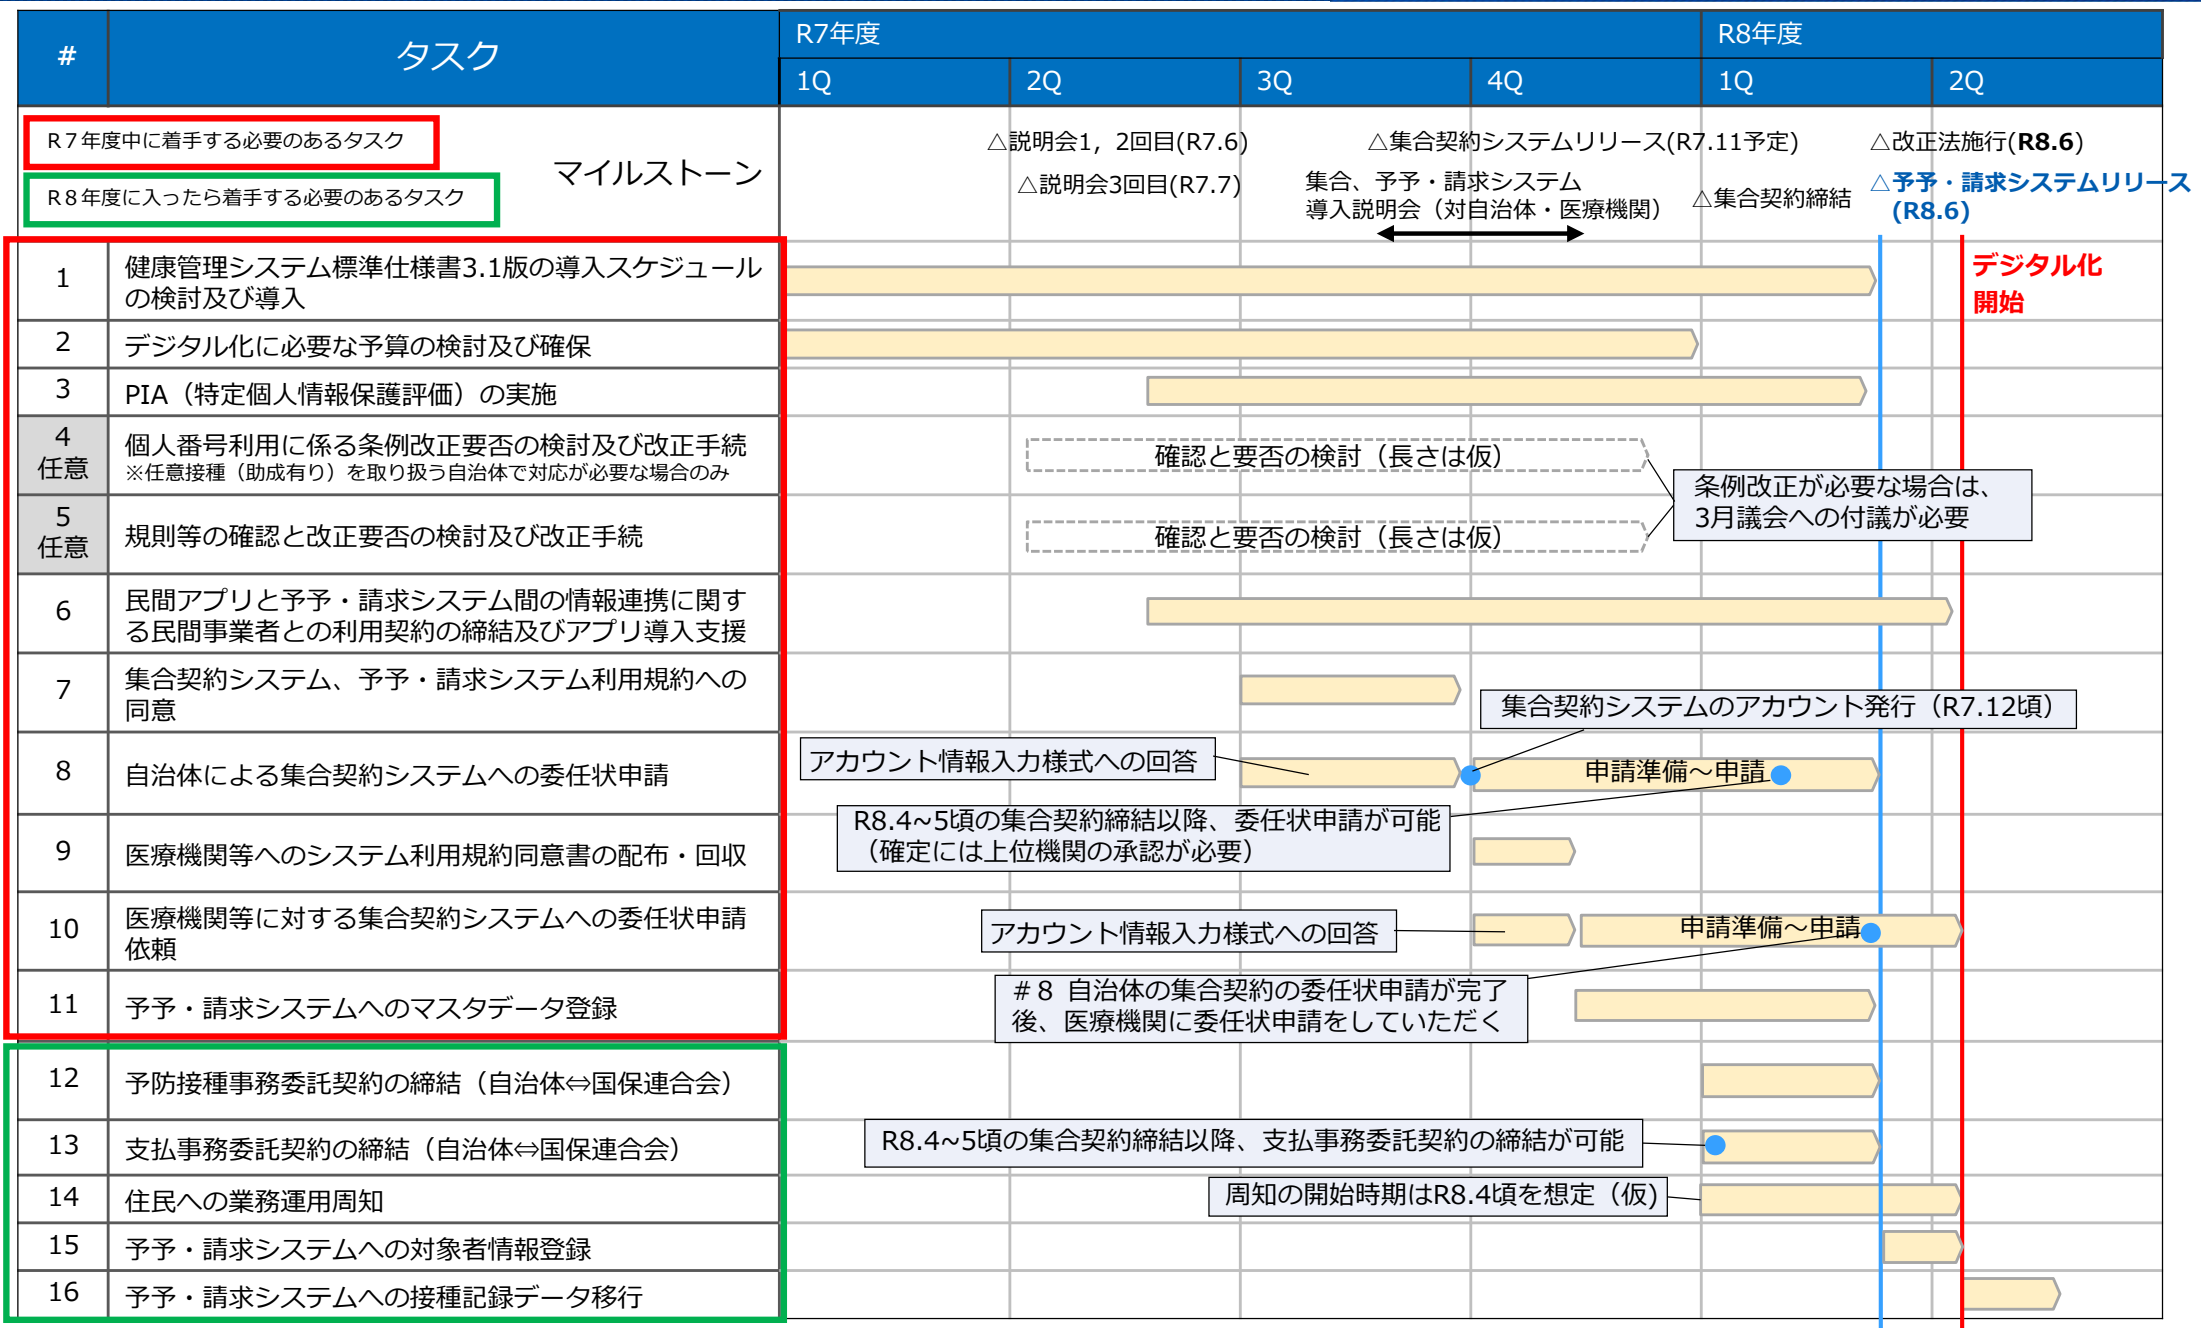 #
タスク
R7年度
R8年度
1Q
2Q
3Q
4Q
1Q
2Q
R7年度中に着手する必要のあるタスク
R8年度に入ったら着手する必要のあるタスク
マイルストーン
△説明会1，2回目(R7.6)
△説明会3回目(R7.7)
△集合契約システムリリース(R7.11予定)
集合、予予・請求システム
導入説明会（対自治体・医療機関）
△集合契約締結
△改正法施行(R8.6)
△予予・請求システムリリース
(R8.6)
デジタル化
開始
1
健康管理システム標準仕様書3.1版の導入スケジュール
の検討及び導入
2
デジタル化に必要な予算の検討及び確保
3
PIA（特定個人情報保護評価）の実施
4
任意
個人番号利用に係る条例改正要否の検討及び改正手続
※任意接種（助成有り）を取り扱う自治体で対応が必要な場合のみ
確認と要否の検討（長さは仮）
条例改正が必要な場合は、
3月議会への付議が必要
5
任意
規則等の確認と改正要否の検討及び改正手続
確認と要否の検討（長さは仮）
6
民間アプリと予予・請求システム間の情報連携に関す
る民間事業者との利用契約の締結及びアプリ導入支援
7
集合契約システム、予予・請求システム利用規約への
同意
集合契約システムのアカウント発行（R7.12頃）
8
自治体による集合契約システムへの委任状申請
アカウント情報入力様式への回答
申請準備～申請
R8.4~5頃の集合契約締結以降、委任状申請が可能
（確定には上位機関の承認が必要）
9
医療機関等へのシステム利用規約同意書の配布・回収
10
医療機関等に対する集合契約システムへの委任状申請
依頼
アカウント情報入力様式への回答
申請準備～申請
＃8 自治体の集合契約の委任状申請が完了
後、医療機関に委任状申請をしていただく
11
予予・請求システムへのマスタデータ登録
12
予防接種事務委託契約の締結（自治体⇔国保連合会）
13
支払事務委託契約の締結（自治体⇔国保連合会）
R8.4~5頃の集合契約締結以降、支払事務委託契約の締結が可能
14
住民への業務運用周知
周知の開始時期はR8.4頃を想定（仮)
15
予予・請求システムへの対象者情報登録
16
予予・請求システムへの接種記録データ移行